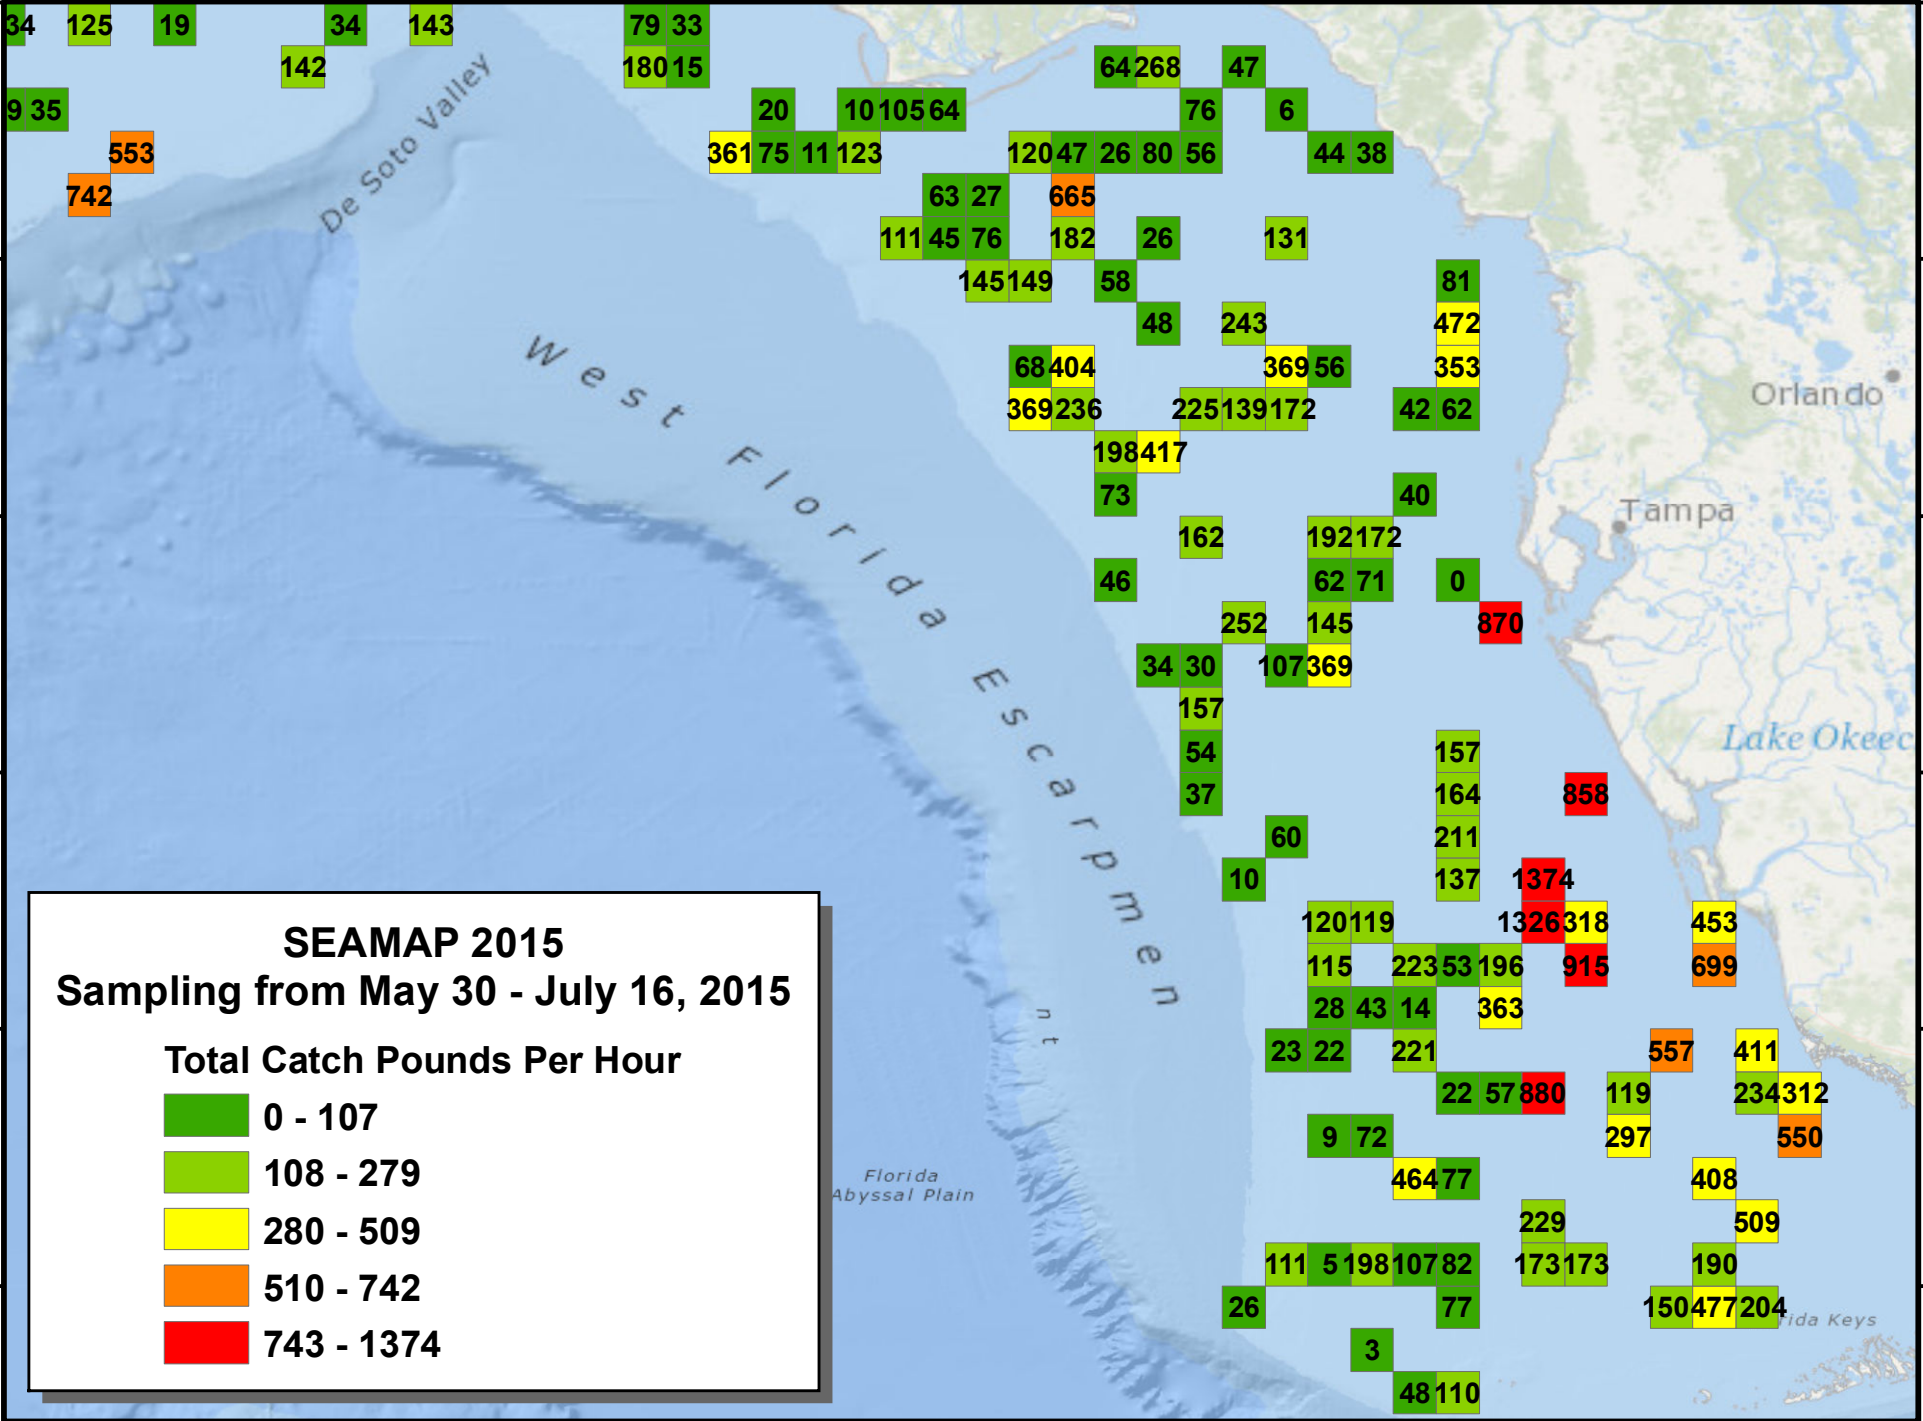 34 125 19 34 143 79 33
142 180 15 64 268 47
9 35 20 10 105 64 76 6
553 361 75 11 123 120 47 26 80 56 44 38
742 63 27 665
De Soto Valley
111 45 76 182 26 131
145 149 58 81
48 243 472
68 404 369 56 353
Orlando
369 236 225 139 172 42 62
198 417
73 40
Tampa
162 192 172
46 62 71 0
252 145 870
34 30 107 369
157
West Florida Escarpmen
54 157
Lake Okeec
37 164 858
60 211
10 137 1374
120 119 1326 318 453
115 223 53 196 915 699
28 43 14 363
nt
23 22 221 557 411
22 57 880 119 234 312
9 72 297 550
464 77 408
Florida
Abyssal Plain
229 509
111 5 198 107 82 173 173 190
26 77 150 477 204
rida Keys
3
48 110
SEAMAP 2015
Sampling from May 30 - July 16, 2015
Total Catch Pounds Per Hour
0 - 107
108 - 279
280 - 509
510 - 742
743 - 1374